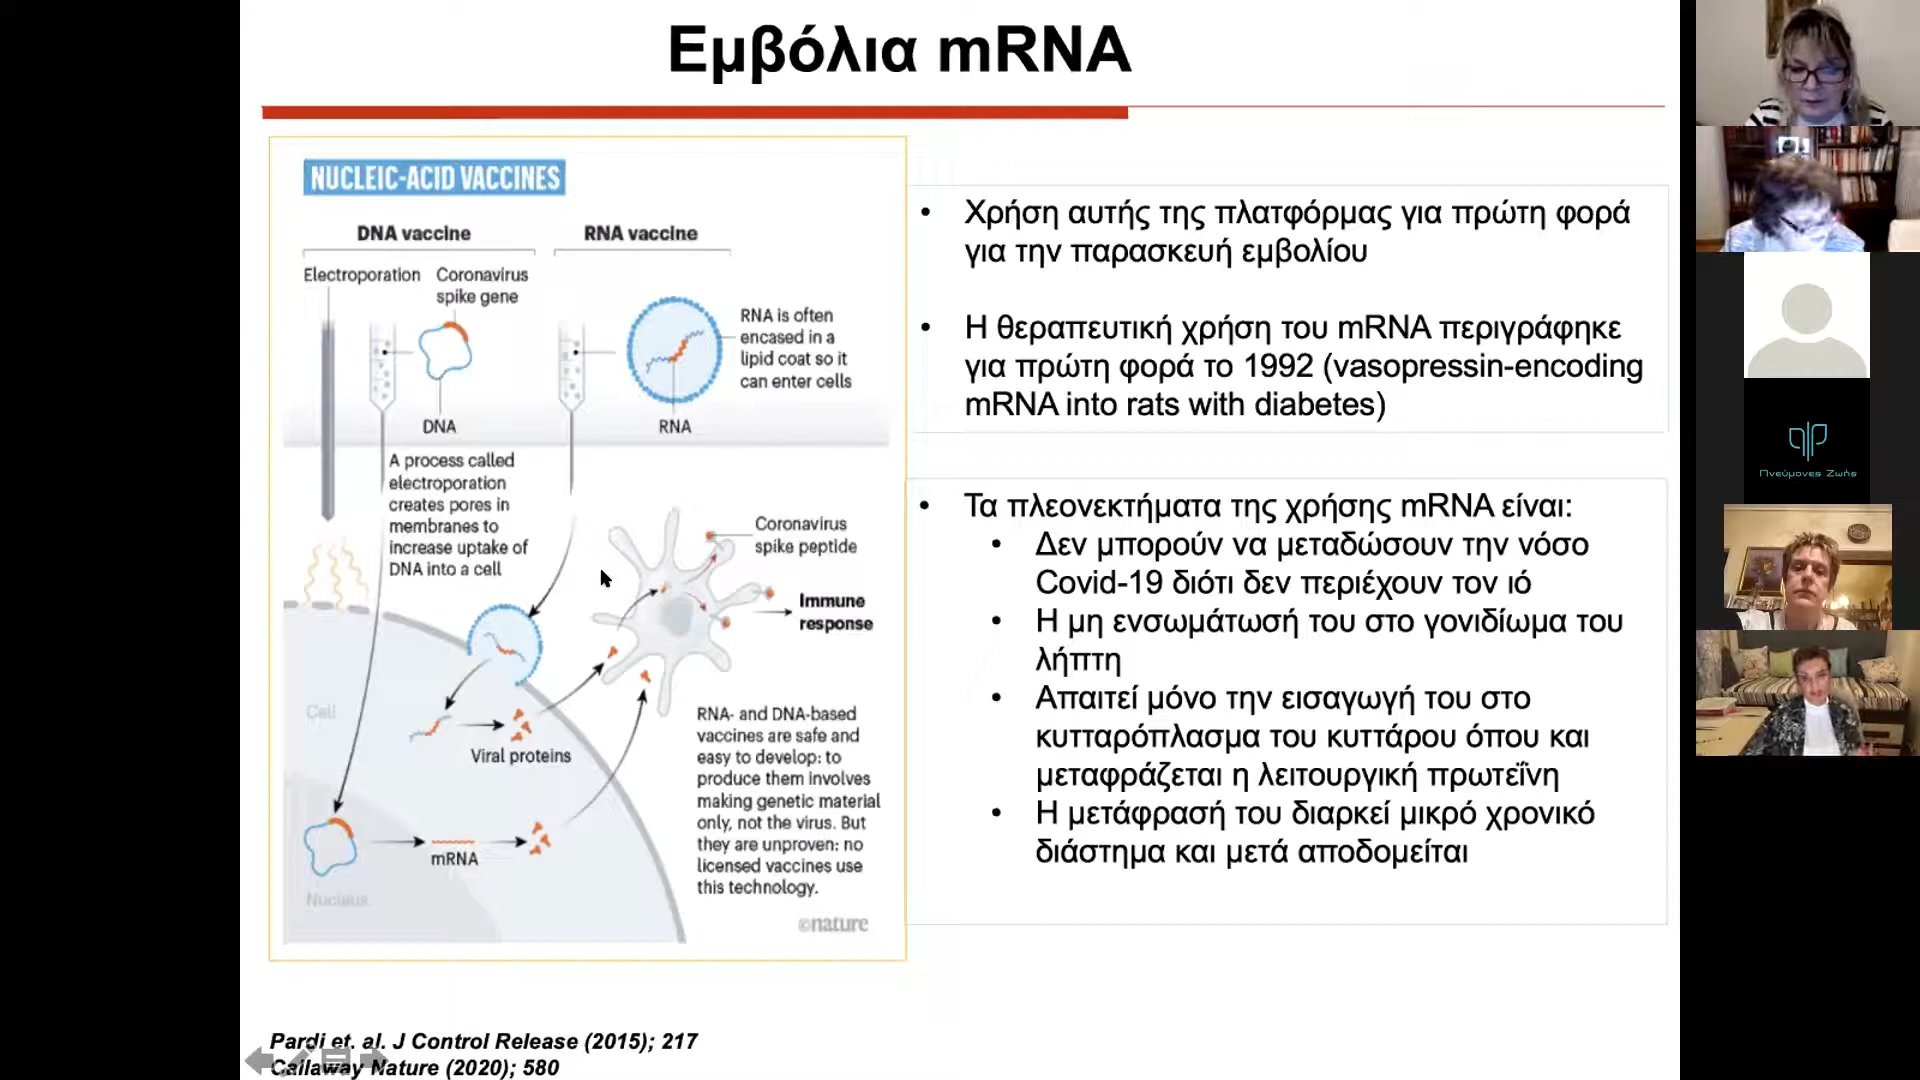 Εμβόλια mRNA
NUCLEIC-ACID VACCINES
DNA vaccine
RNA vaccine
Electroporation
Coronavirus
spike gene
RNA is often
encased in a
lipid coat so it
can enter cells
DNA
RNA
A process called
electroporation
creates pores in
membranes to
increase uptake of
DNA into a cell
Coronavirus
spike peptide
Immune
response
Cell
Viral proteins
mRNA
Nucleus
RNA- and DNA-based
vaccines are safe and
easy to develop: to
produce them involves
making genetic material
only, not the virus. But
they are unproven: no
licensed vaccines use
this technology.
©nature
• Χρήση αυτής της πλατφόρμας για πρώτη φορά
για την παρασκευή εμβολίου
• Η θεραπευτική χρήση του mRNA περιγράφηκε
για πρώτη φορά το 1992 (vasopressin-encoding
mRNA into rats with diabetes)
• Τα πλεονεκτήματα της χρήσης mRNA είναι:
• Δεν μπορούν να μεταδώσουν την νόσο
Covid-19 διότι δεν περιέχουν τον ιό
• Η μη ενσωμάτωσή του στο γονιδίωμα του
λήπτη
• Απαιτεί μόνο την εισαγωγή του στο
κυτταρόπλασμα του κυττάρου όπου και
μεταφράζεται η λειτουργική πρωτεΐνη
• Η μετάφρασή του διαρκεί μικρό χρονικό
διάστημα και μετά αποδομείται
Pardi et. al. J Control Release (2015); 217
Callaway Nature (2020); 580
Πνεύμονες Ζωής